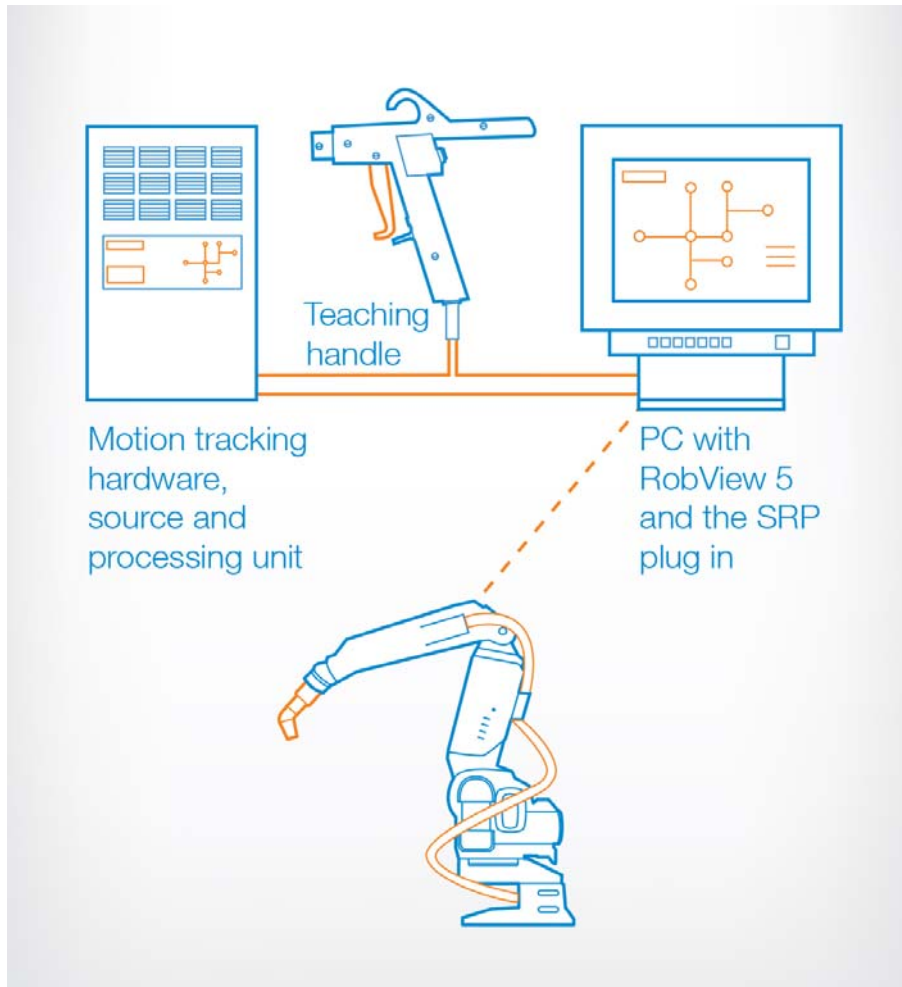 Teaching
handle
Motion tracking
hardware,
source and
processing unit
PC with
RobView 5
and the SRP
plug in